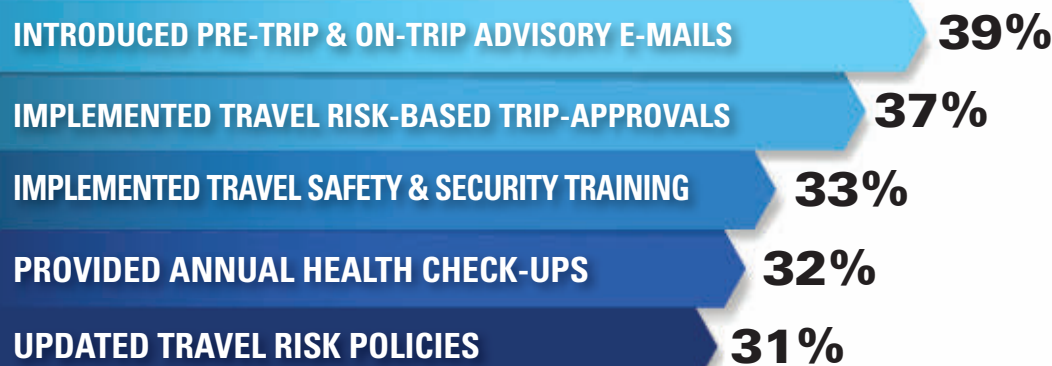 INTRODUCED PRE-TRIP & ON-TRIP ADVISORY E-MAILS 39%
IMPLEMENTED TRAVEL RISK-BASED TRIP-APPROVALS 37%
IMPLEMENTED TRAVEL SAFETY & SECURITY TRAINING 33%
PROVIDED ANNUAL HEALTH CHECK-UPS 32%
UPDATED TRAVEL RISK POLICIES 31%